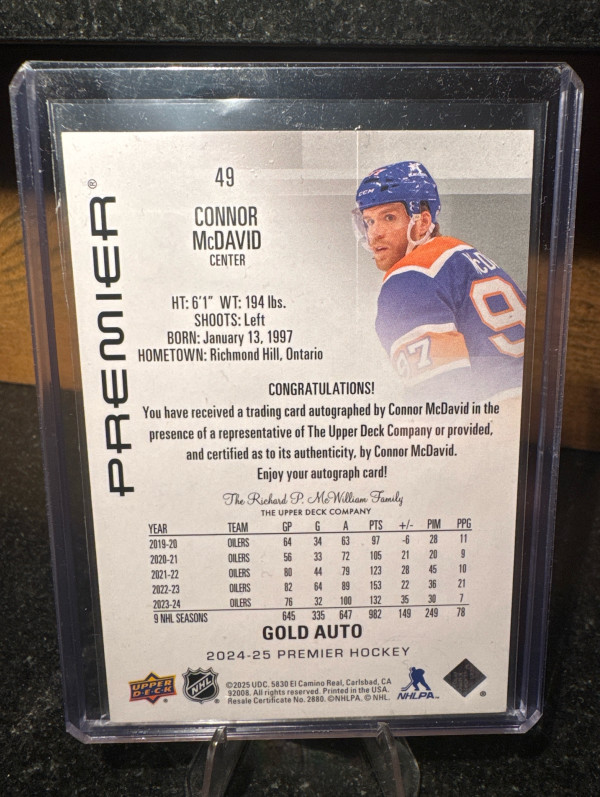 PREMIER®
49
CONNOR
McDAVID
CENTER
HT: 6'1" WT: 194 lbs.
SHOOTS: Left
BORN: January 13, 1997
HOMETOWN: Richmond Hill, Ontario
CCM
McD
9
97
CONGRATULATIONS!
You have received a trading card autographed by Connor McDavid in the
presence of a representative of The Upper Deck Company or provided,
and certified as to its authenticity, by Connor McDavid.
Enjoy your autograph card!
The Richard P. McWilliam Family
THE UPPER DECK COMPANY
YEAR TEAM GP G A PTS +/- PIM PPG
2019-20 OILERS 64 34 63 97 -6 28 11
2020-21 OILERS 56 33 72 105 21 20 9
2021-22 OILERS 80 44 79 123 28 45 10
2022-23 OILERS 82 64 89 153 22 36 21
2023-24 OILERS 76 32 100 132 35 30 7
9 NHL SEASONS 645 335 647 982 149 249 78
GOLD AUTO
2024-25 PREMIER HOCKEY
UPPER DECK
NHL
©2025 UDC. 5830 El Camino Real, Carlsbad, CA
92008. All rights reserved. Printed in the USA.
Resale Certificate No. 2880. ©NHLPA. © NHL.
NHLPA
®